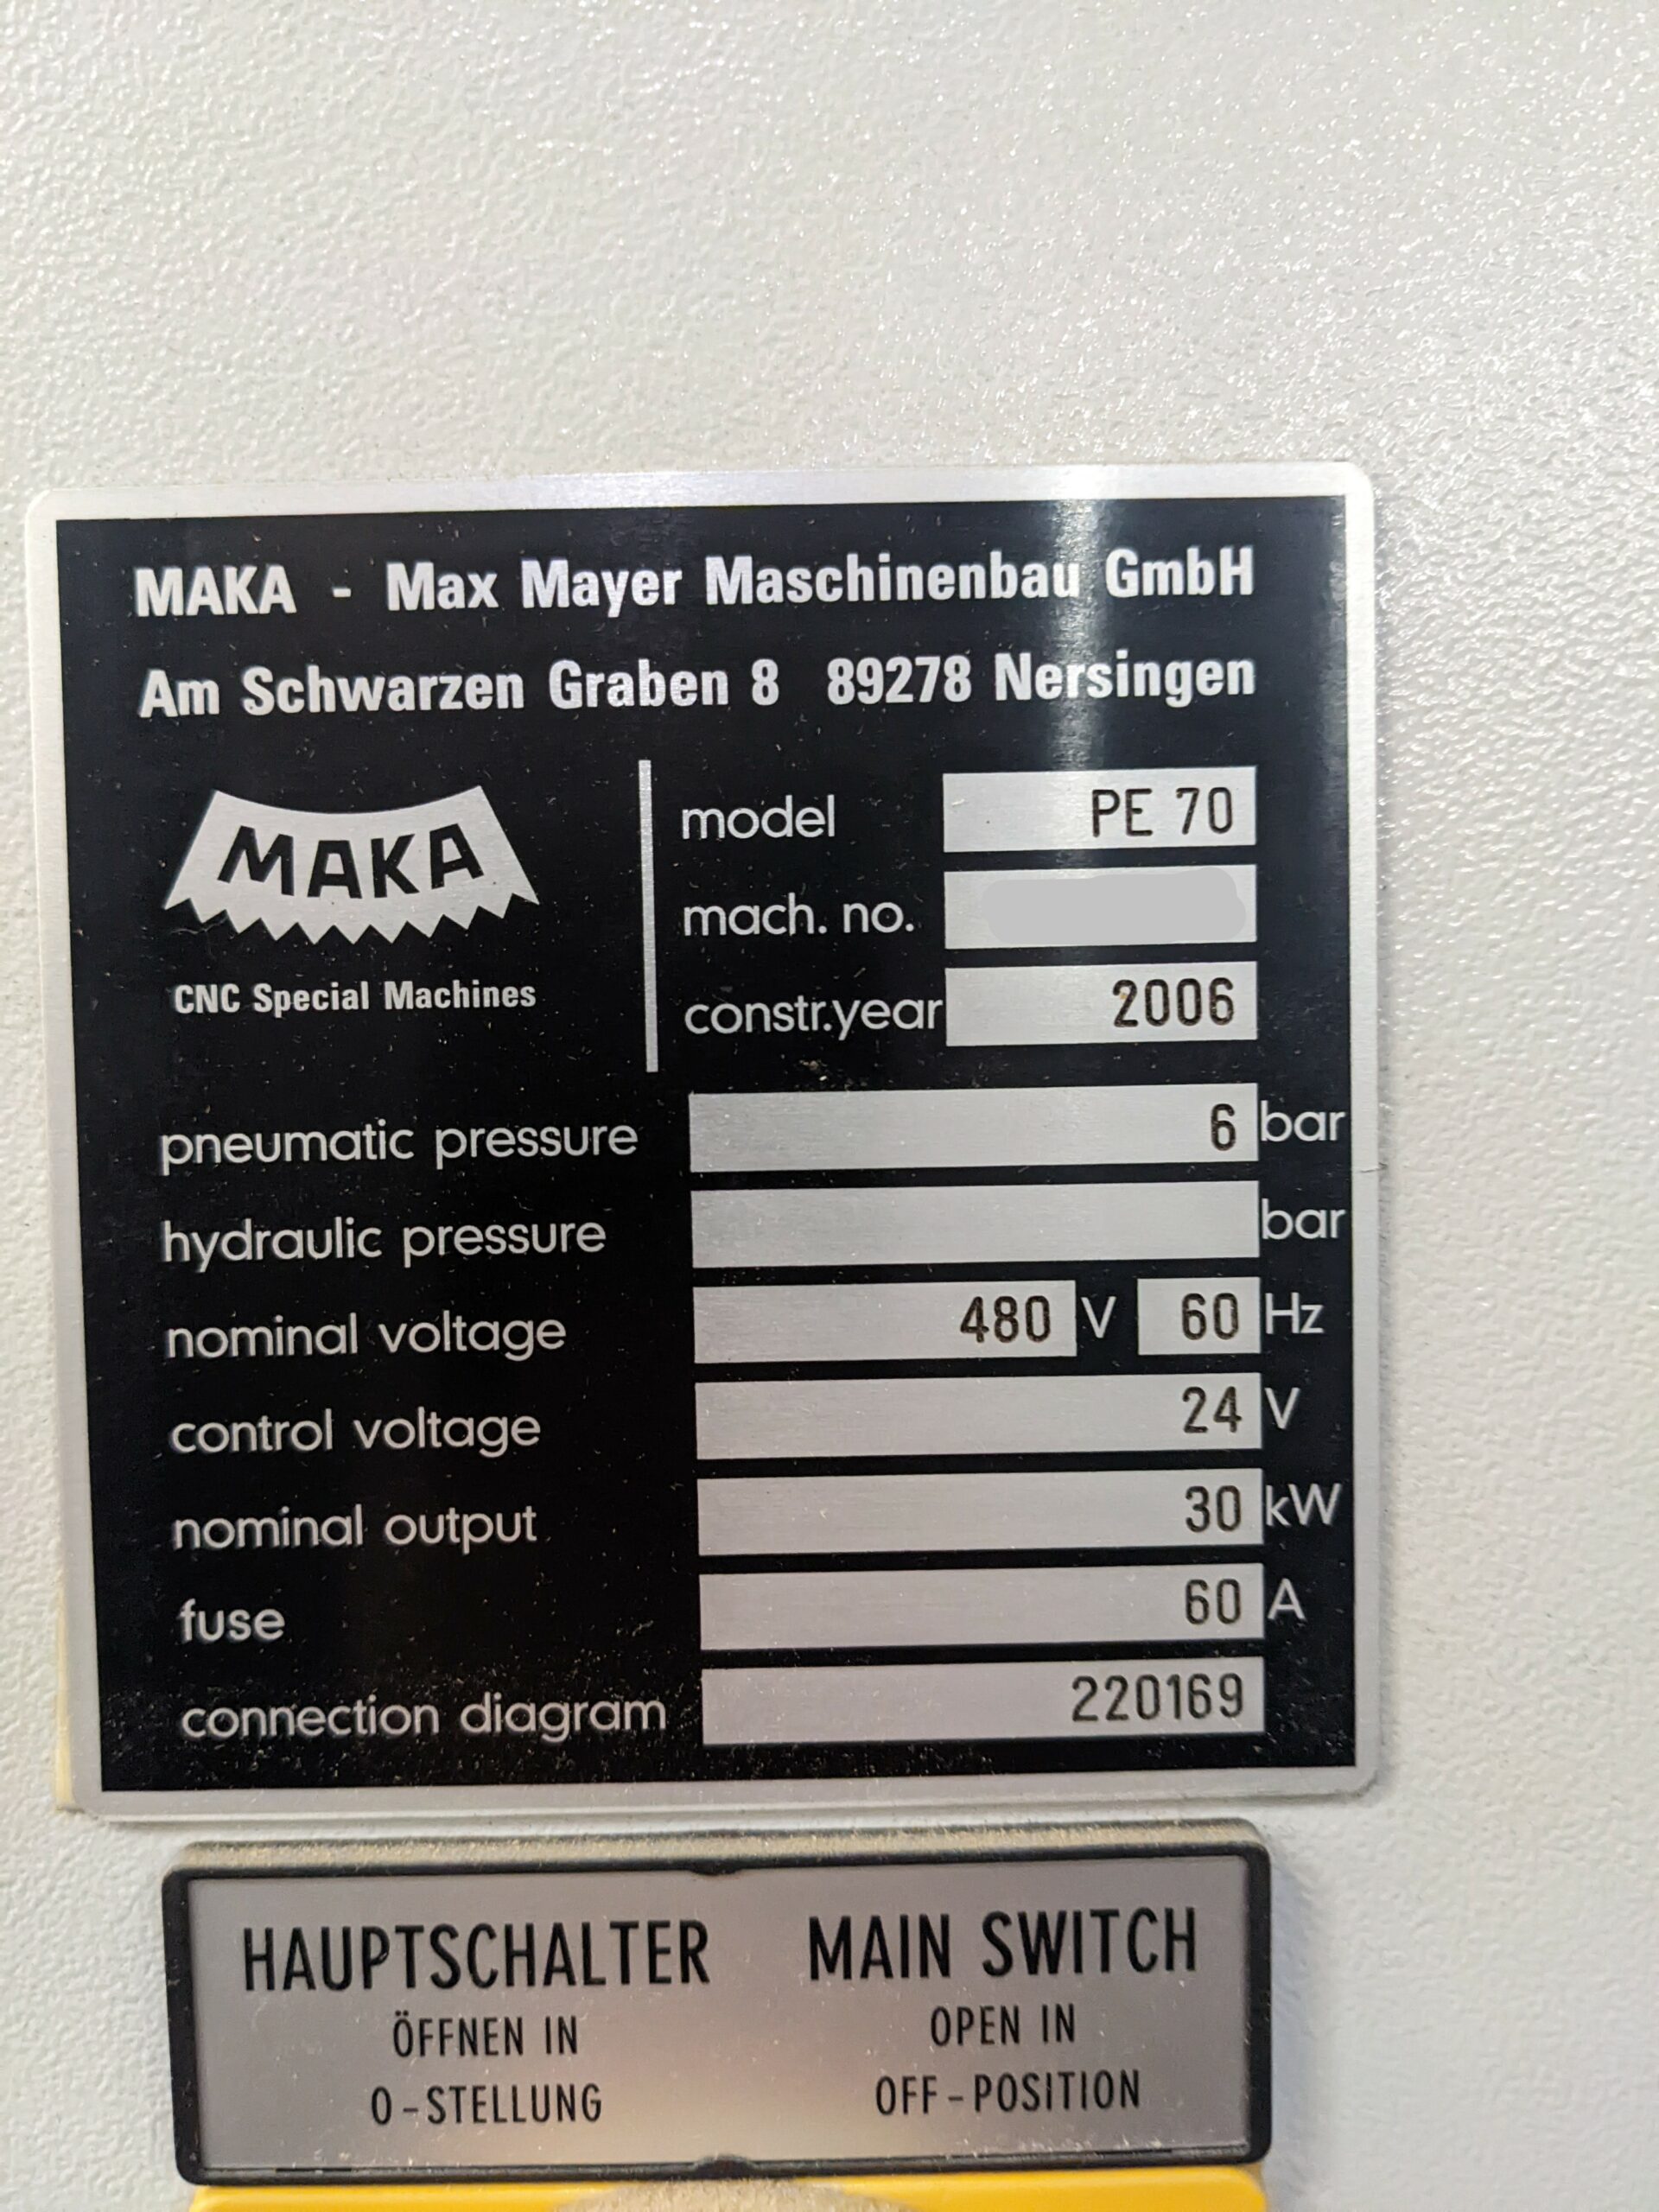 MAKA - Max Mayer Maschinenbau GmbH
Am Schwarzen Graben 8 89278 Nersingen
MAKA
CNC Special Machines
model PE 70
mach. no.
constr.year 2006
pneumatic pressure 6 bar
hydraulic pressure bar
nominal voltage 480 V 60 Hz
control voltage 24 V
nominal output 30 kW
fuse 60 A
connection diagram 220169
HAUPTSCHALTER
ÖFFNEN IN
0-STELLUNG
MAIN SWITCH
OPEN IN
OFF-POSITION